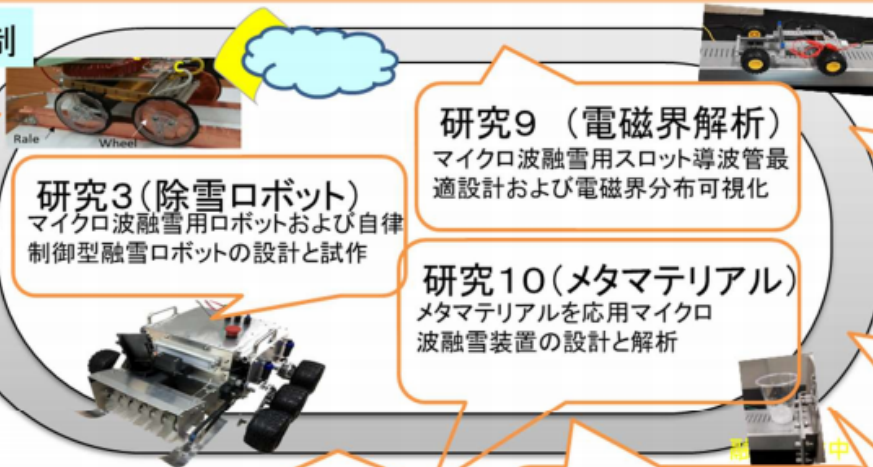 制
Rale
Wheel
研究9 (電磁界解析)
マイクロ波融雪用スロット導波管最
適設計および電磁界分布可視化
研究3(除雪ロボット)
マイクロ波融雪用ロボットおよび自律
制御型融雪ロボットの設計と試作
研究10(メタマテリアル)
メタマテリアルを応用マイクロ
波融雪装置の設計と解析
融
中